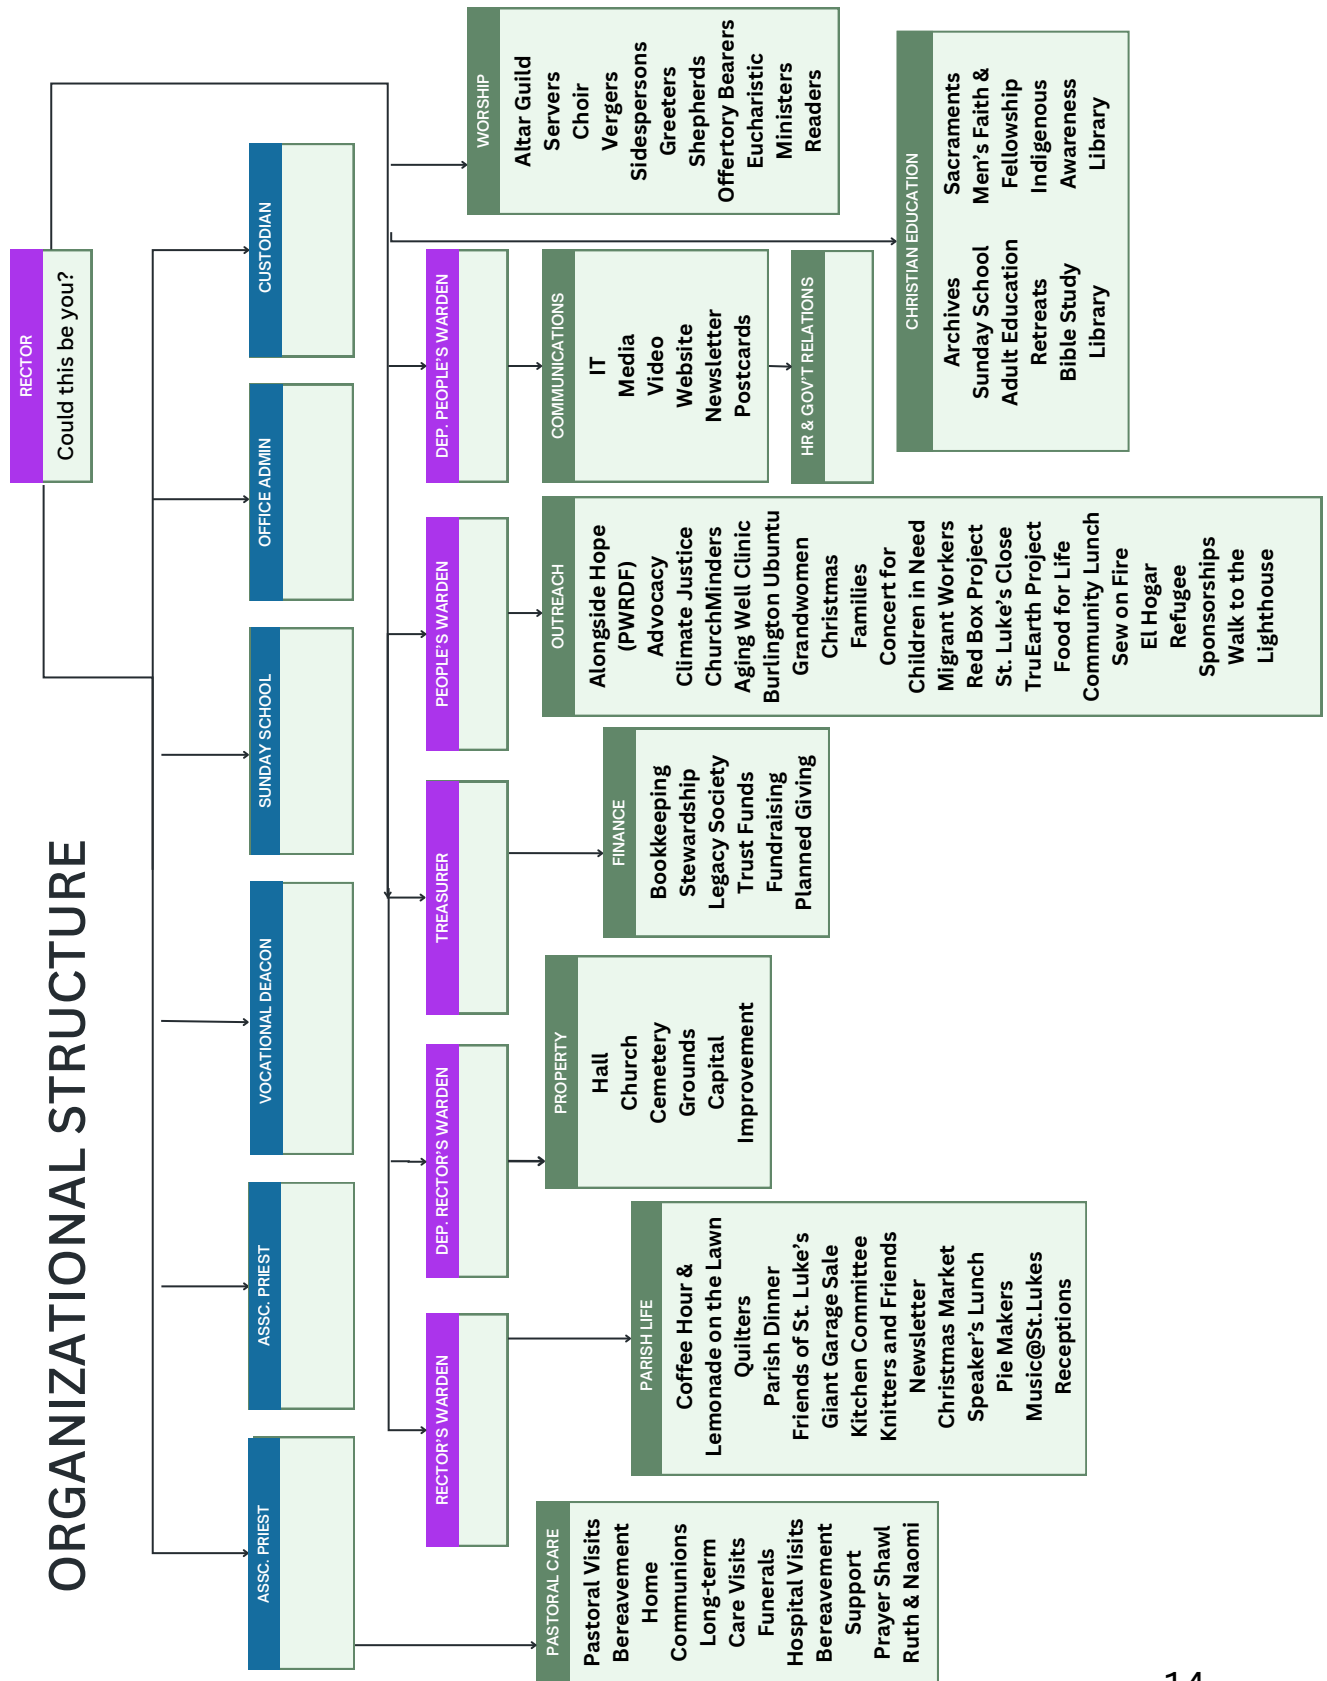 ORGANIZATIONAL STRUCTURE
RECTOR
Could this be you?
ASSC. PRIEST
ASSC. PRIEST
VOCATIONAL DEACON
SUNDAY SCHOOL
OFFICE ADMIN
CUSTODIAN
RECTOR'S WARDEN
DEP. RECTOR'S WARDEN
TREASURER
PEOPLE'S WARDEN
DEP. PEOPLE'S WARDEN
PASTORAL CARE
Pastoral Visits
Bereavement
Home
Communions
Long-term
Care Visits
Funerals
Hospital Visits
Bereavement
Support
Prayer Shawl
Ruth & Naomi
PARISH LIFE
Coffee Hour &
Lemonade on the Lawn
Quilters
Parish Dinner
Friends of St. Luke's
Giant Garage Sale
Kitchen Committee
Knitters and Friends
Newsletter
Christmas Market
Speaker's Lunch
Pie Makers
Music@St.Lukes
Receptions
PROPERTY
Hall
Church
Cemetery
Grounds
Capital
Improvement
FINANCE
Bookkeeping
Stewardship
Legacy Society
Trust Funds
Fundraising
Planned Giving
OUTREACH
Alongside Hope
(PWRDF)
Advocacy
Climate Justice
ChurchMinders
Aging Well Clinic
Burlington Ubuntu
Grandwomen
Christmas
Families
Concert for
Children in Need
Migrant Workers
Red Box Project
St. Luke's Close
TruEarth Project
Food for Life
Community Lunch
Sew on Fire
El Hogar
Refugee
Sponsorships
Walk to the
Lighthouse
COMMUNICATIONS
IT
Media
Video
Website
Newsletter
Postcards
HR & GOV'T RELATIONS
WORSHIP
Altar Guild
Servers
Choir
Vergers
Sidespersons
Greeters
Shepherds
Offertory Bearers
Eucharistic
Ministers
Readers
CHRISTIAN EDUCATION
Archives
Sunday School
Adult Education
Retreats
Bible Study
Library
Sacraments
Men's Faith &
Fellowship
Indigenous
Awareness
Library
14